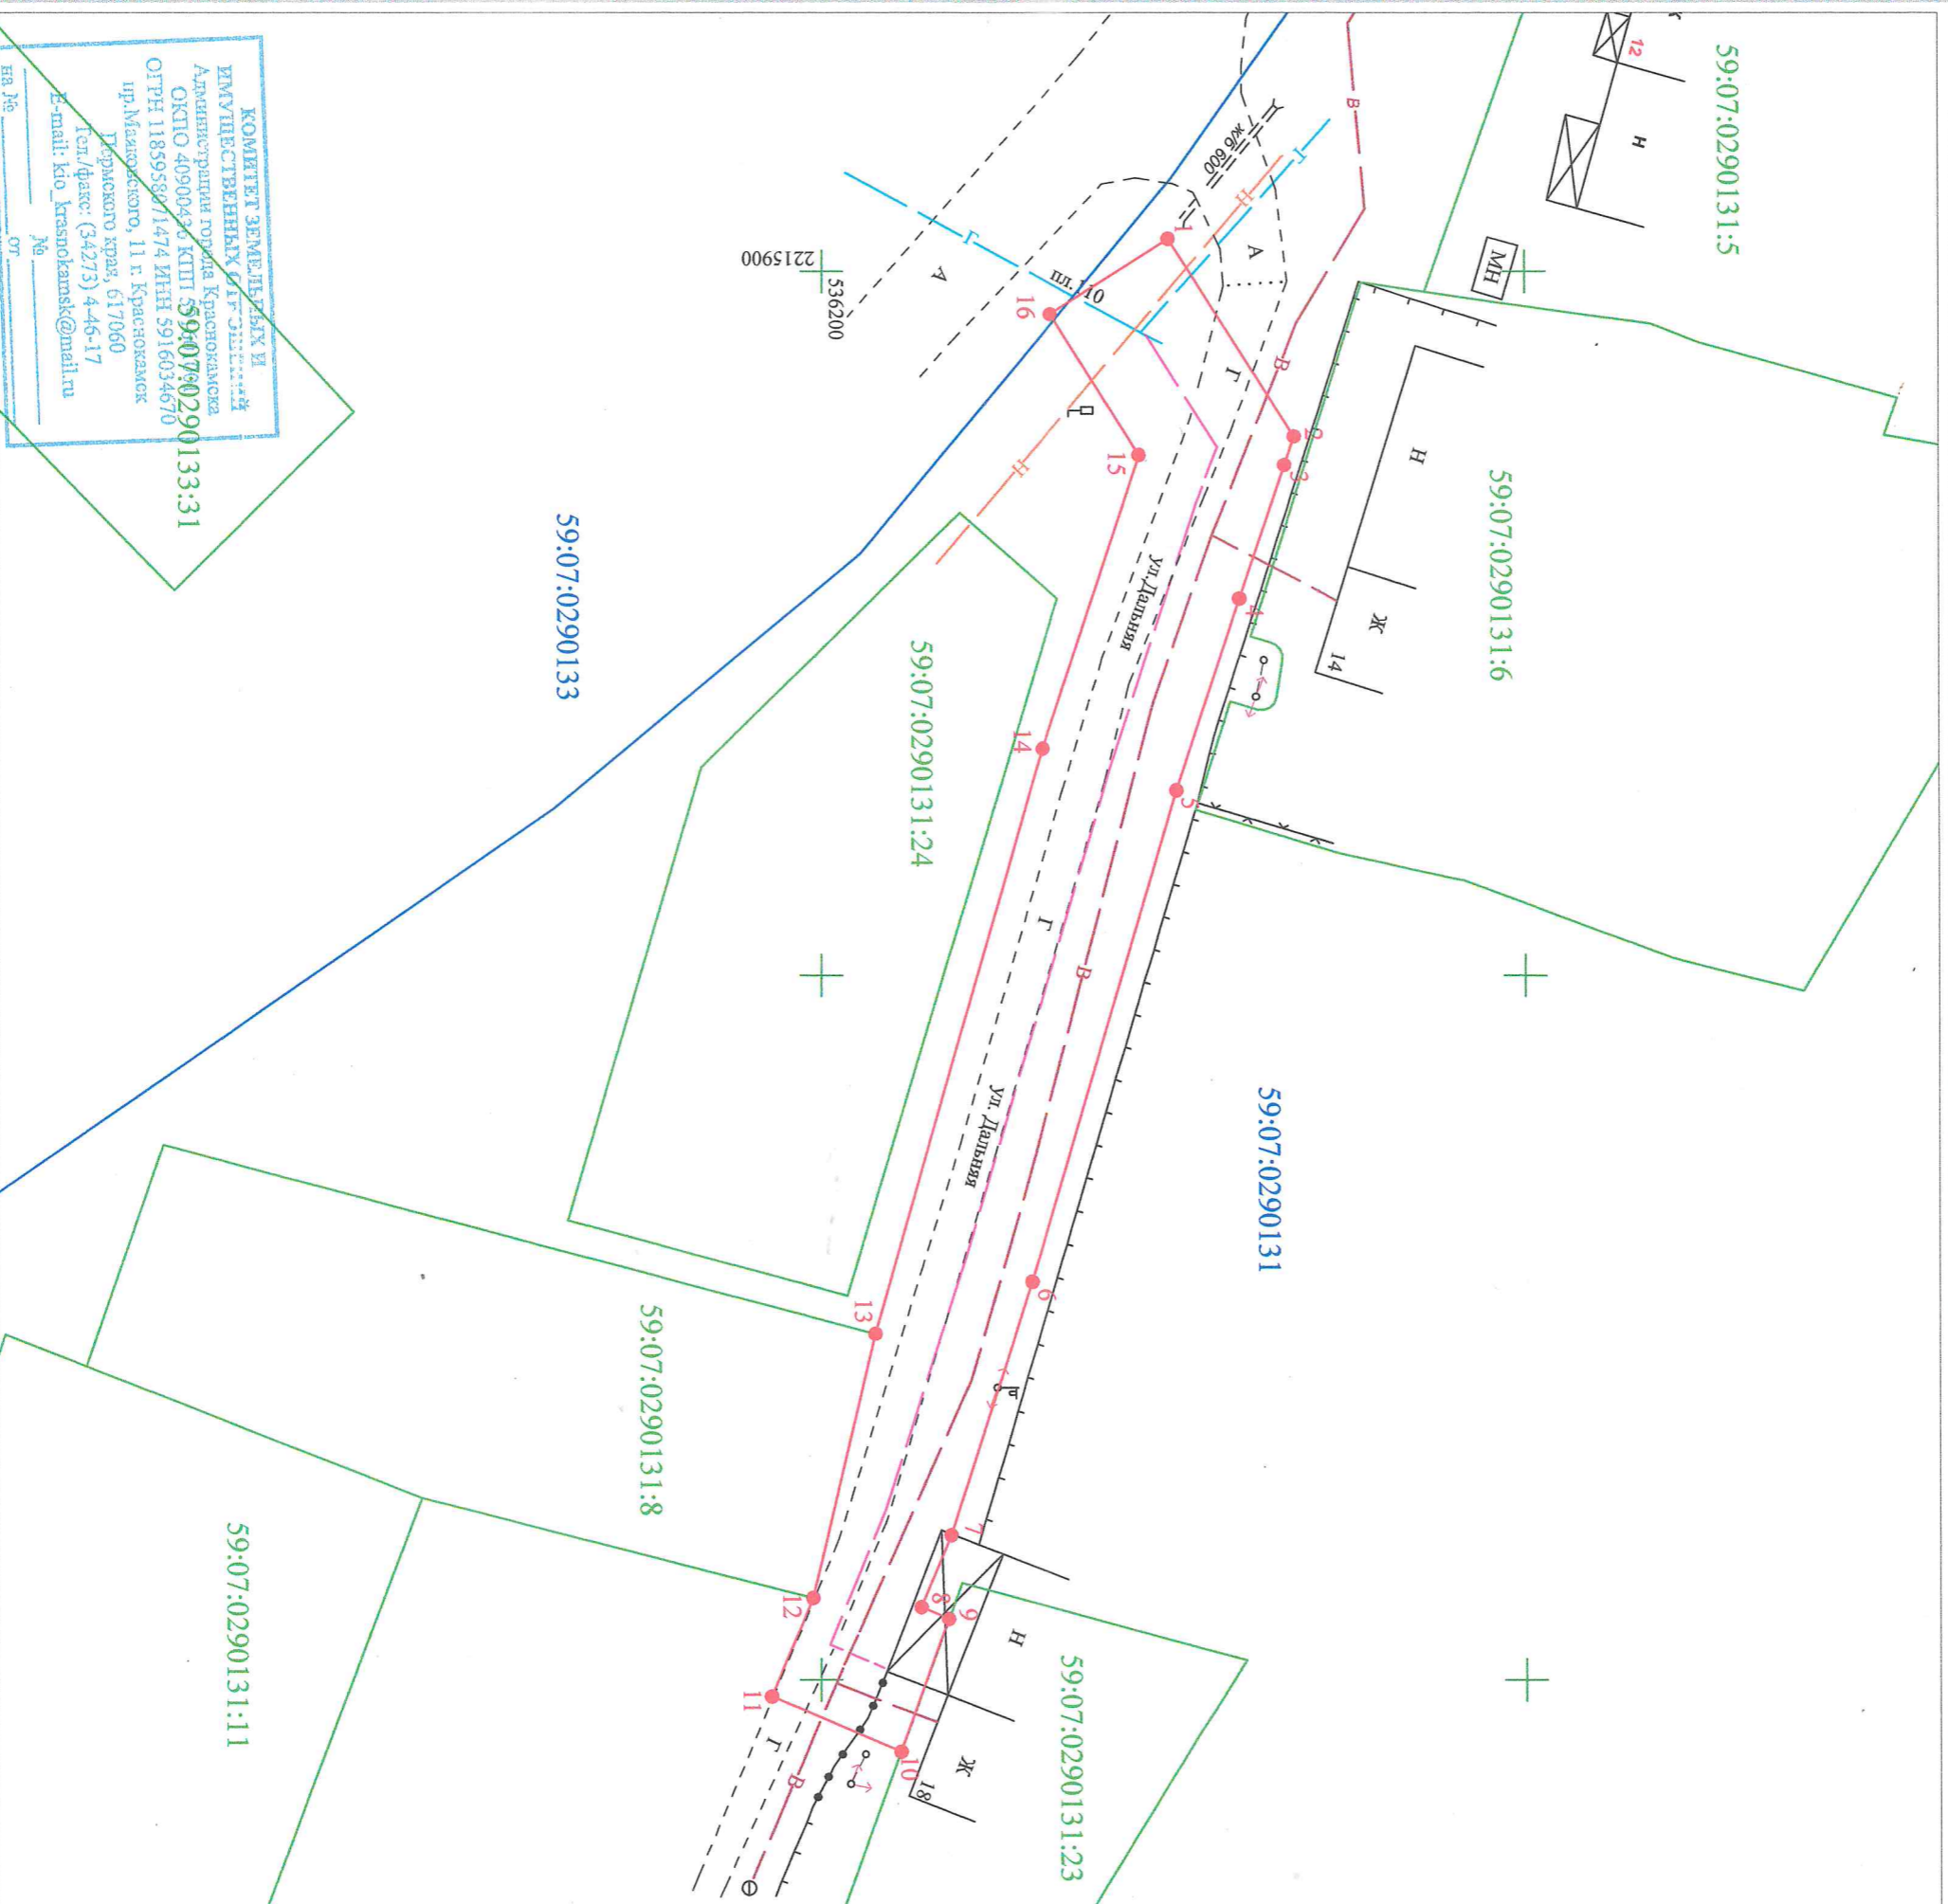 59:07:0290131:5
12
Н
МН
В
ж/б 600
Г
Н
А
1
пл.110
Г
А
2215900
536200
16
В
Г
2
3
Н
59:07:0290131:6
Н
15
59:07:0290133
ул.Дальняя
4
Ж
14
59:07:0290131:24
14
5
Г
В
59:07:0290131
ул. Дальняя
6
13
59:07:0290131:8
7
8
9
Н
12
59:07:0290131:11
59:07:0290131:23
11
10
Ж
18
Г
В
КОМИТЕТ ЗЕМЕЛЬНЫХ И
ИМУЩЕСТВЕННЫХ
Администрации города Краснокамска
ОКПО КПП
ОГРН ИНН 5916034670
пр.Маяковского, 11 г. Краснокамск
Пермского края, 617060
Тел./факс: (34273) 4-46-17
E-mail: kio_krasnokamsk@mail.ru
№
на № от
59:07:0290133:31